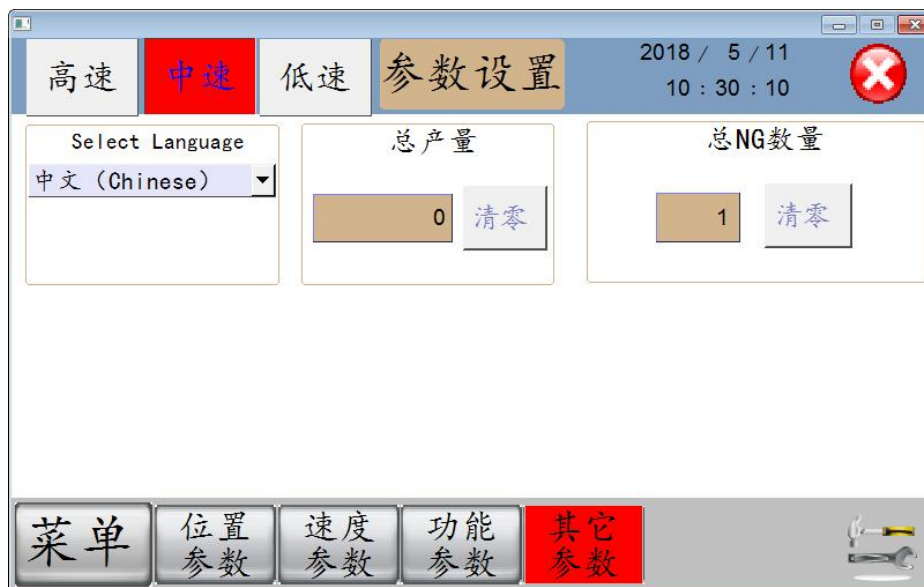 高速 中速 低速 参数设置 2018 / 5 / 11
10 : 30 : 10
Select Language 总产量 总NG数量
中文 (Chinese)
0 清零 1 清零
菜单 位置 速度 功能 其它
参数 参数 参数 参数